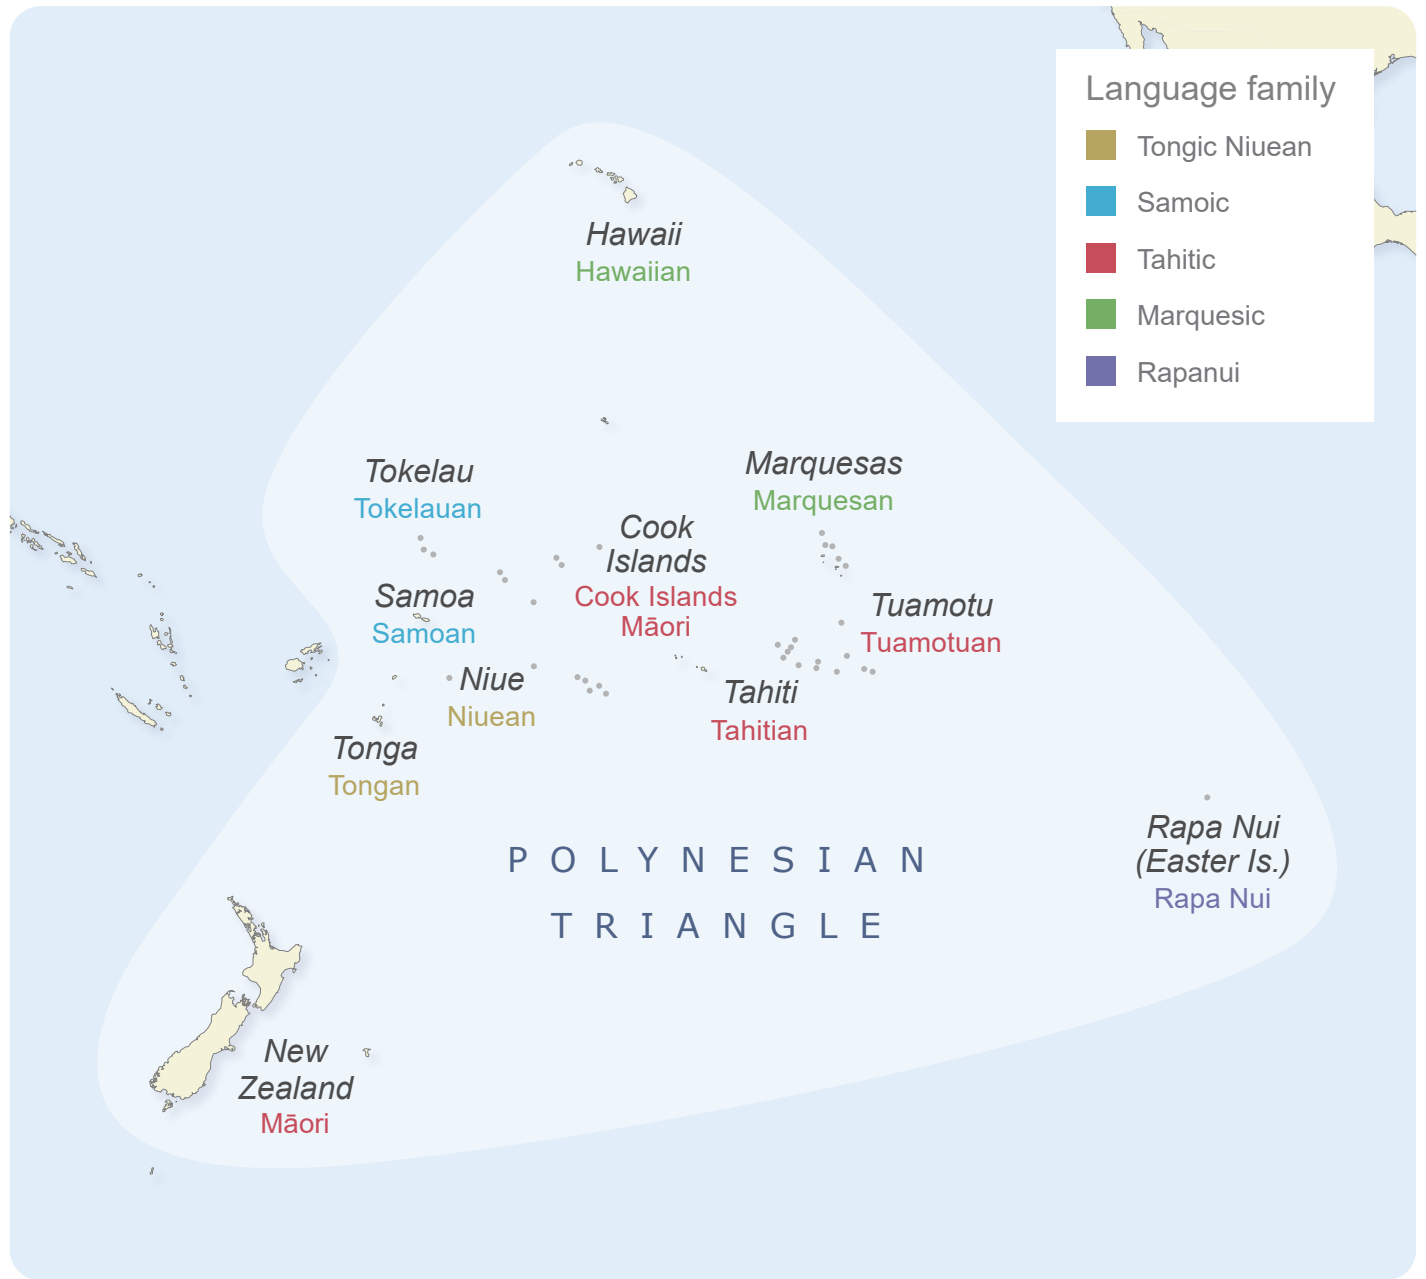 Language family
Tongic Niuean
Samoic
Tahitic
Marquesic
Rapanui
Hawaii
Hawaiian
Tokelau
Tokelauan
Marquesas
Marquesan
Cook
Islands
Cook Islands
Māori
Samoa
Samoan
Tuamotu
Tuamotuan
Niue
Niuean
Tahiti
Tahitian
Tonga
Tongan
Rapa Nui
(Easter Is.)
Rapa Nui
POLYNESIAN
TRIANGLE
New
Zealand
Māori